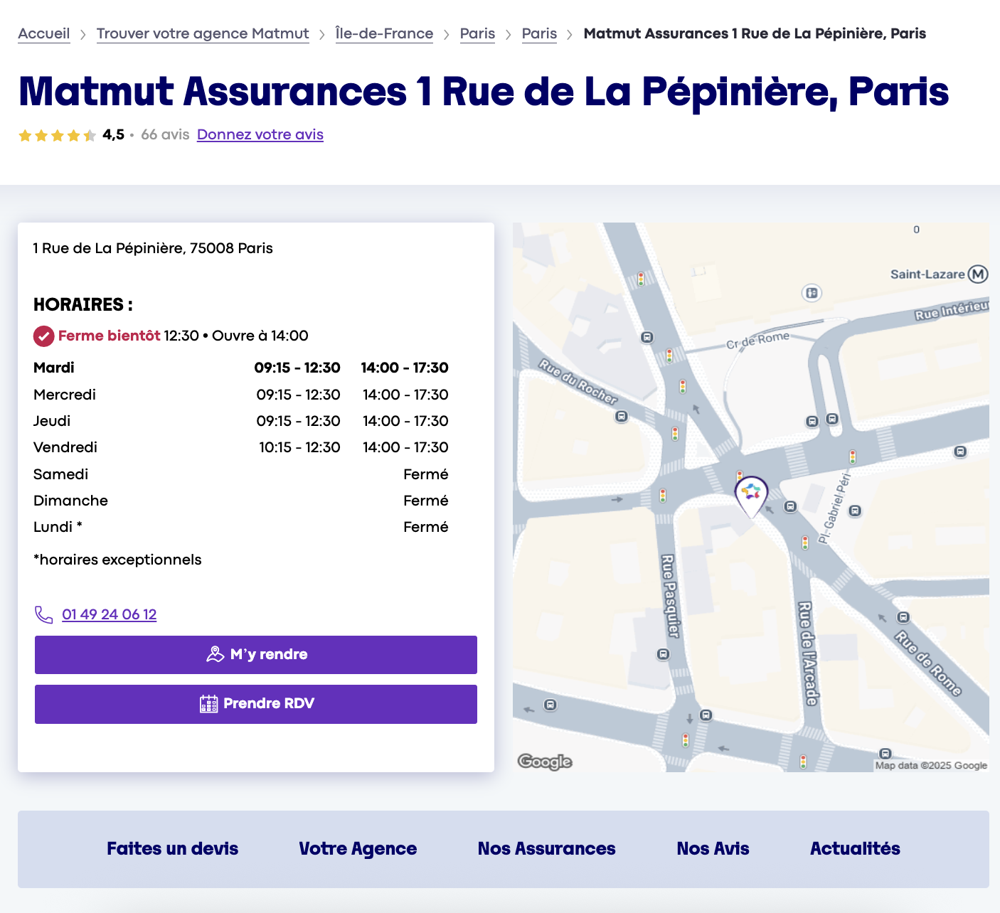 Accueil > Trouver votre agence Matmut > Île-de-France > Paris > Paris > Matmut Assurances 1 Rue de La Pépinière, Paris
Matmut Assurances 1 Rue de La Pépinière, Paris
4,5 • 66 avis Donnez votre avis
1 Rue de La Pépinière, 75008 Paris
HORAIRES :
Ferme bientôt 12:30 • Ouvre à 14:00
Mardi 09:15 - 12:30 14:00 - 17:30
Mercredi 09:15 - 12:30 14:00 - 17:30
Jeudi 09:15 - 12:30 14:00 - 17:30
Vendredi 10:15 - 12:30 14:00 - 17:30
Samedi Fermé
Dimanche Fermé
Lundi * Fermé
*horaires exceptionnels
01 49 24 06 12
M'y rendre
Prendre RDV
0
Saint-Lazare M
Rue Intérieur
Cr de Rome
Rue du Rocher
Pl. Gabriel Péri
Rue Pasquier
Rue de l'Arcade
Rue de Rome
Google
Map data ©2025 Google
Faites un devis
Votre Agence
Nos Assurances
Nos Avis
Actualités